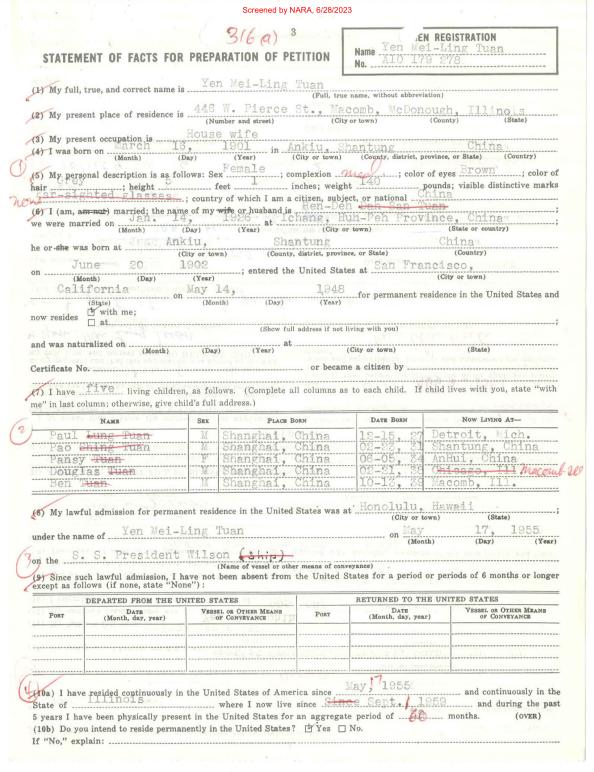 Screened by NARA, 6/28/2023
316(a) 3
STATEMENT OF FACTS FOR PREPARATION OF PETITION
EN REGISTRATION
Name Yen Mei-Ling Tuan
No. A10 179 278
(1) My full, true, and correct name is Yen Mei-Ling Tuan
(Full, true name, without abbreviation)
(2) My present place of residence is 446 W. Pierce St., Macomb, McDonough, Illinois
(Number and street) (City or town) (County) (State)
(3) My present occupation is House wife
(4) I was born on March 16, 1901 in Ankiu, Shantung China
(Month) (Day) (Year) (City or town) (County, district, province, or State) (Country)
1
(5) My personal description is as follows: Sex Female; complexion med; color of eyes Brown; color of
hair Grey; height 5 feet 1 inches; weight 140 pounds; visible distinctive marks
none far-sighted glasses; country of which I am a citizen, subject, or national China
(6) I (am, am not) married; the name of my wife or husband is Hen-Deh
we were married on Jan. 14, 1926 at Ichang, Huh-Peh Province, China
(Month) (Day) (Year) (City or town) (State or country)
he or she was born at Ankiu, Shantung China
(City or town) (County, district, province, or State) (Country)
on June 20 1902; entered the United States at San Francisco,
(Month) (Day) (Year) (City or town)
California on May 14, 1948 for permanent residence in the United States and
(State) (Month) (Day) (Year)
now resides ☑ with me;
☐ at
(Show full address if not living with you)
and was naturalized on at
(Month) (Day) (Year) (City or town) (State)
Certificate No. or became a citizen by
(7) I have five living children, as follows. (Complete all columns as to each child. If child lives with you, state "with
me" in last column; otherwise, give child's full address.)
2
NAME SEX PLACE BORN DATE BORN NOW LIVING AT—
Paul Lung Tuan M Shanghai, China 12-15, 27 Detroit, Mich.
Pao Ching Tuan M Shanghai, China Shantung, China
Pansy Tuan F Shanghai, China 06-05, 34 AnHui, China
Douglas Tuan M Shanghai, China 02-21, Chicago, Ill Macomb Ill
Ben Tuan M Shanghai, China 10-13, Macomb, Ill.
(8) My lawful admission for permanent residence in the United States was at Honolulu, Hawaii
(City or town) (State)
under the name of Yen Mei-Ling Tuan on May 17, 1955
(Month) (Day) (Year)
3 on the S. S. President Wilson (ship)
(Name of vessel or other means of conveyance)
(9) Since such lawful admission, I have not been absent from the United States for a period or periods of 6 months or longer
except as follows (if none, state "None"):
DEPARTED FROM THE UNITED STATES RETURNED TO THE UNITED STATES
PORT DATE (Month, day, year) VESSEL OR OTHER MEANS OF CONVEYANCE PORT DATE (Month, day, year) VESSEL OR OTHER MEANS OF CONVEYANCE
4
(10a) I have resided continuously in the United States of America since May, 17 1955 and continuously in the
State of Illinois where I now live since Since Sept. 1 1959 and during the past
5 years I have been physically present in the United States for an aggregate period of 60 months. (OVER)
(10b) Do you intend to reside permanently in the United States? ☑ Yes ☐ No.
If "No," explain: